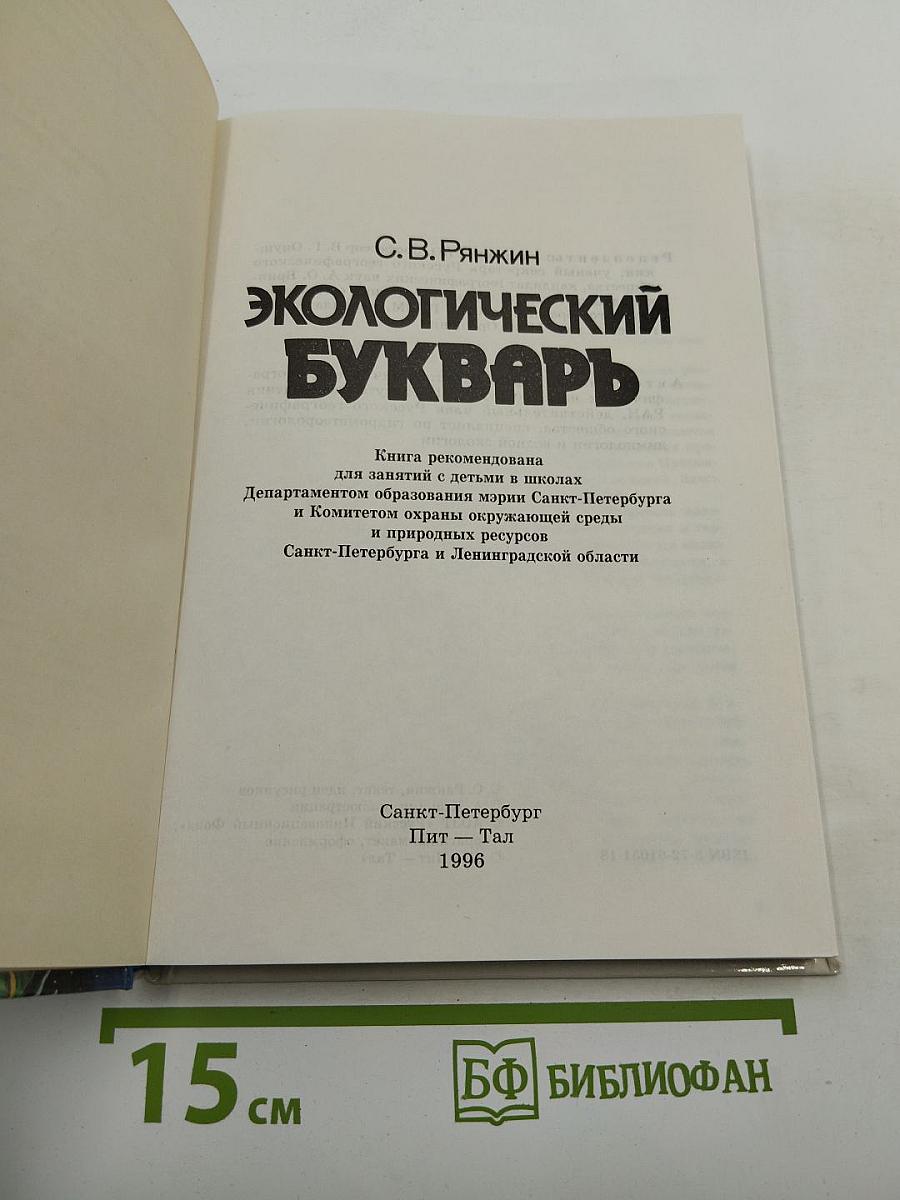 С. В. Рянжин
ЭКОЛОГИЧЕСКИЙ
БУКВАРЬ
Книга рекомендована
для занятий с детьми в школах
Департаментом образования мэрии Санкт-Петербурга
и Комитетом охраны окружающей среды
и природных ресурсов
Санкт-Петербурга и Ленинградской области
Санкт-Петербург
Пит — Тал
1996
15 см
БФ БИБЛИОФАН